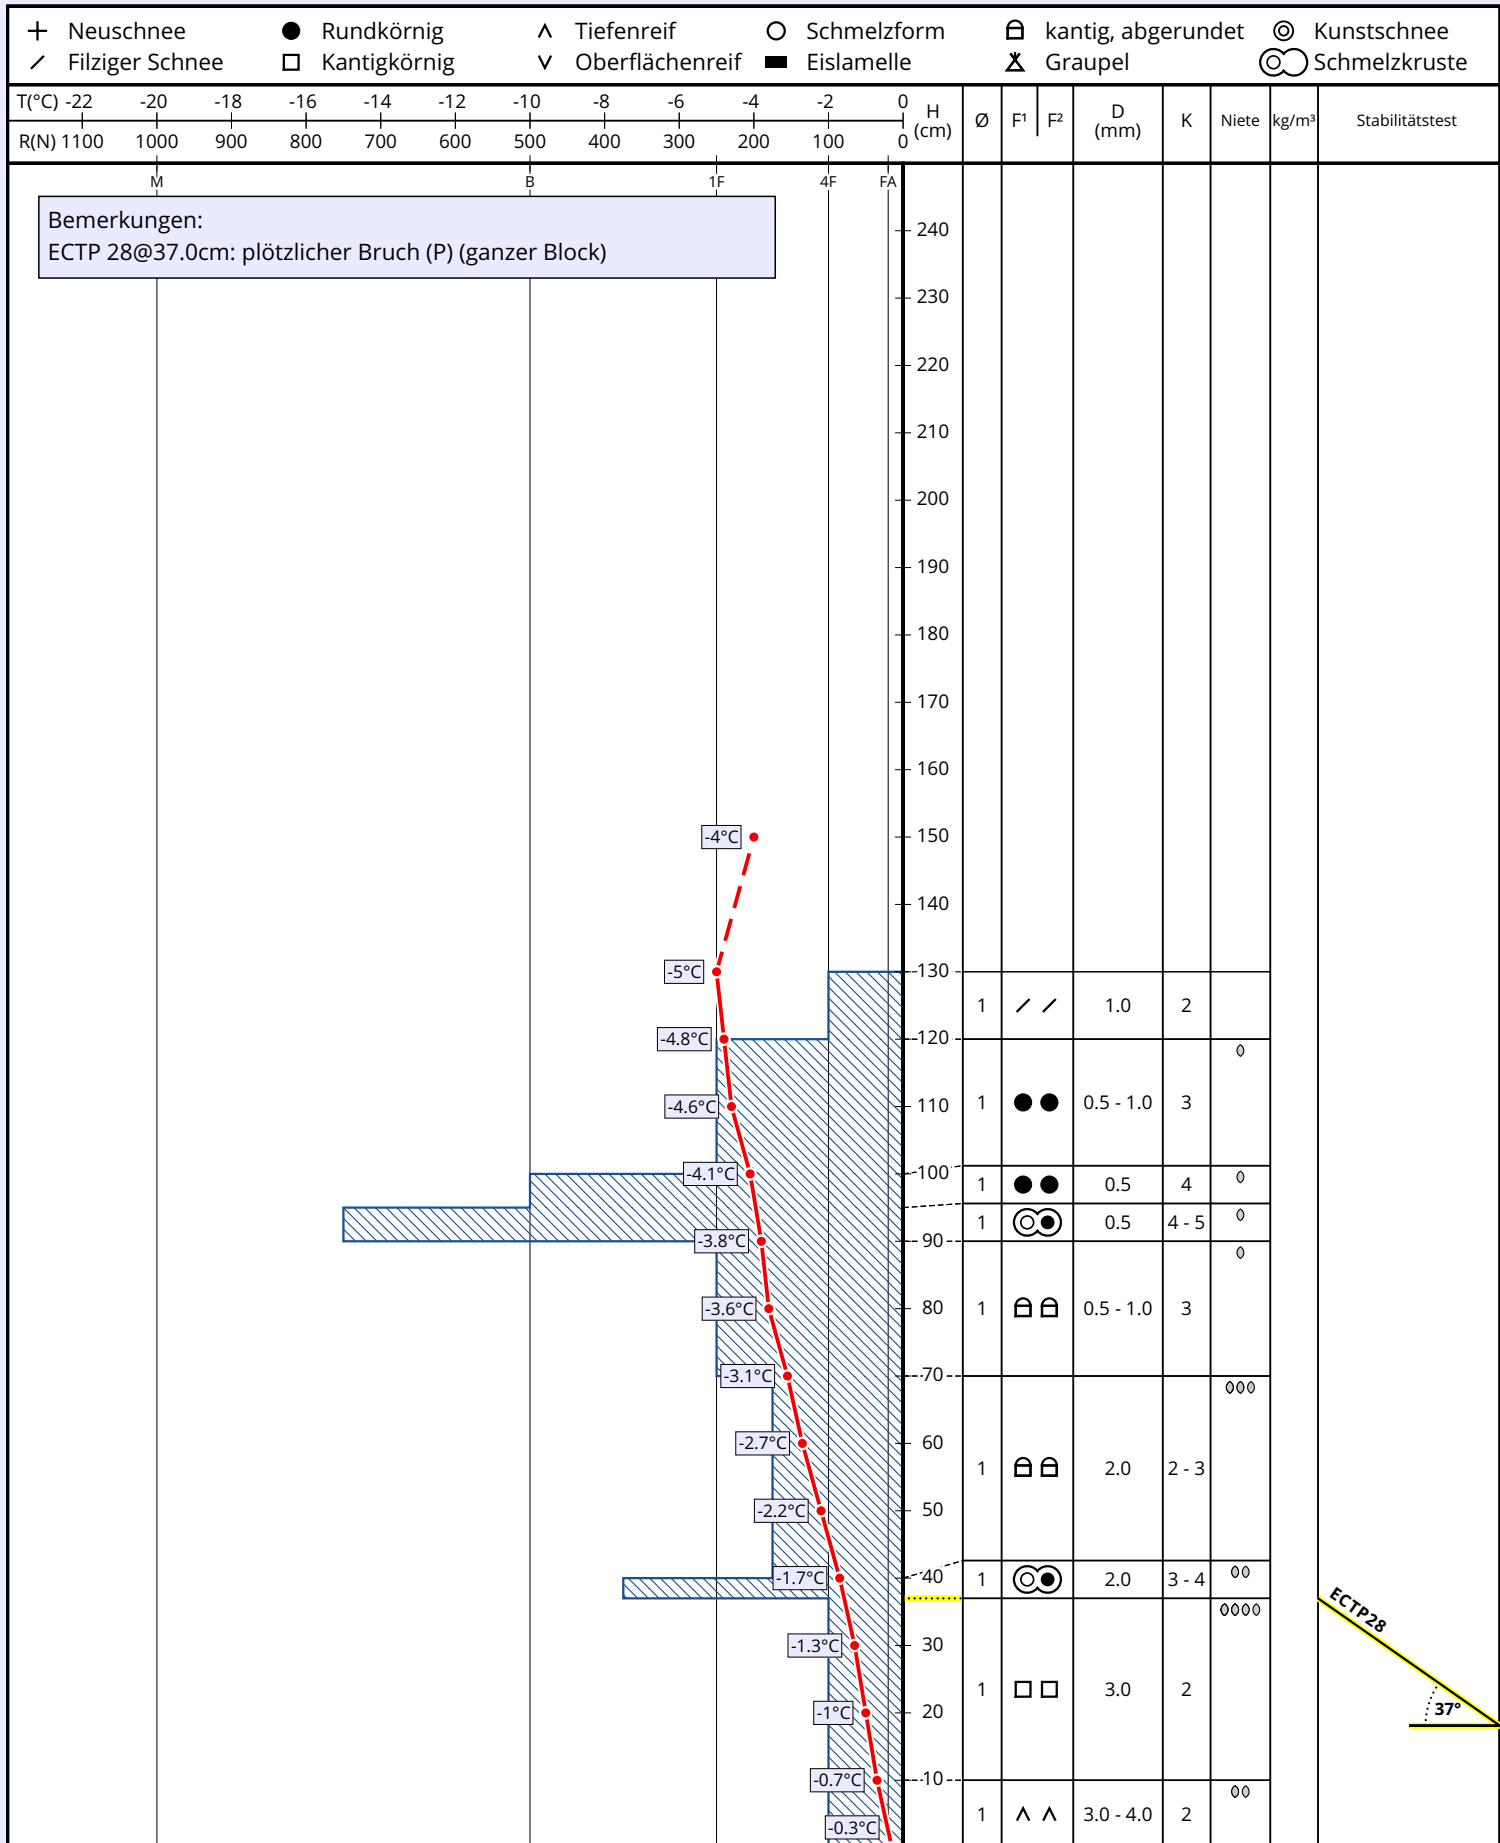 Neuschnee Rundkörnig Tiefenreif Schmelzform kantig, abgerundet Kunstschnee
Filziger Schnee Kantigkörnig Oberflächenreif Eislamelle Graupel Schmelzkruste
T(°C) -22 -20 -18 -16 -14 -12 -10 -8 -6 -4 -2 0
H (cm) Ø F¹ F² D (mm) K Niete kg/m³ Stabilitätstest
R(N) 1100 1000 900 800 700 600 500 400 300 200 100 0
M B 1F 4F FA
Bemerkungen:
ECTP 28@37.0cm: plötzlicher Bruch (P) (ganzer Block)
240
230
220
210
200
190
180
170
160
-4°C 150
140
-5°C 130
1 1.0 2
-4.8°C 120
-4.6°C 110 1 0.5 - 1.0 3
-4.1°C 100
1 0.5 4
1 0.5 4 - 5
-3.8°C 90
-3.6°C 80 1 0.5 - 1.0 3
-3.1°C 70
-2.7°C 60
1 2.0 2 - 3
-2.2°C 50
-1.7°C 40 1 2.0 3 - 4
ECTP28
-1.3°C 30
1 3.0 2
-1°C 20 37°
-0.7°C 10
1 3.0 - 4.0 2
-0.3°C